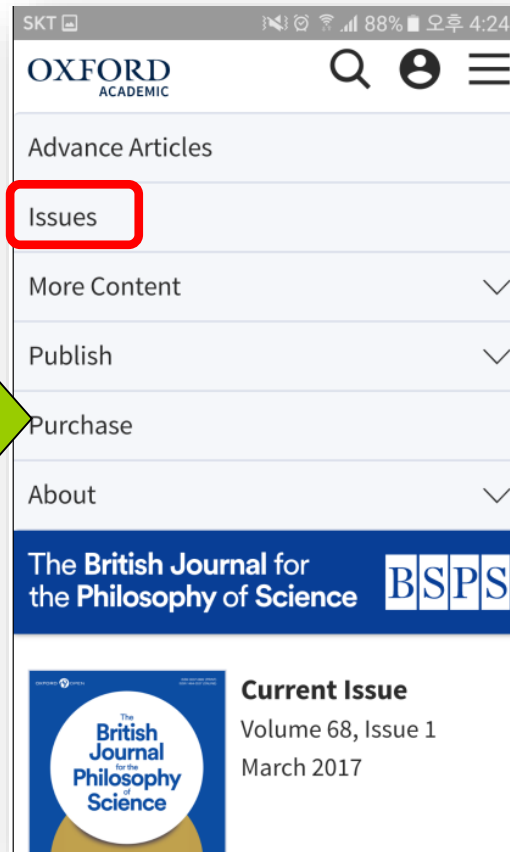 SKT 88% 오후 4:24
OXFORD
ACADEMIC
Advance Articles
Issues
More Content
Publish
Purchase
About
The British Journal for
the Philosophy of Science
BSPS
Current Issue
Volume 68, Issue 1
March 2017
The
British
Journal
for the
Philosophy
of
Science